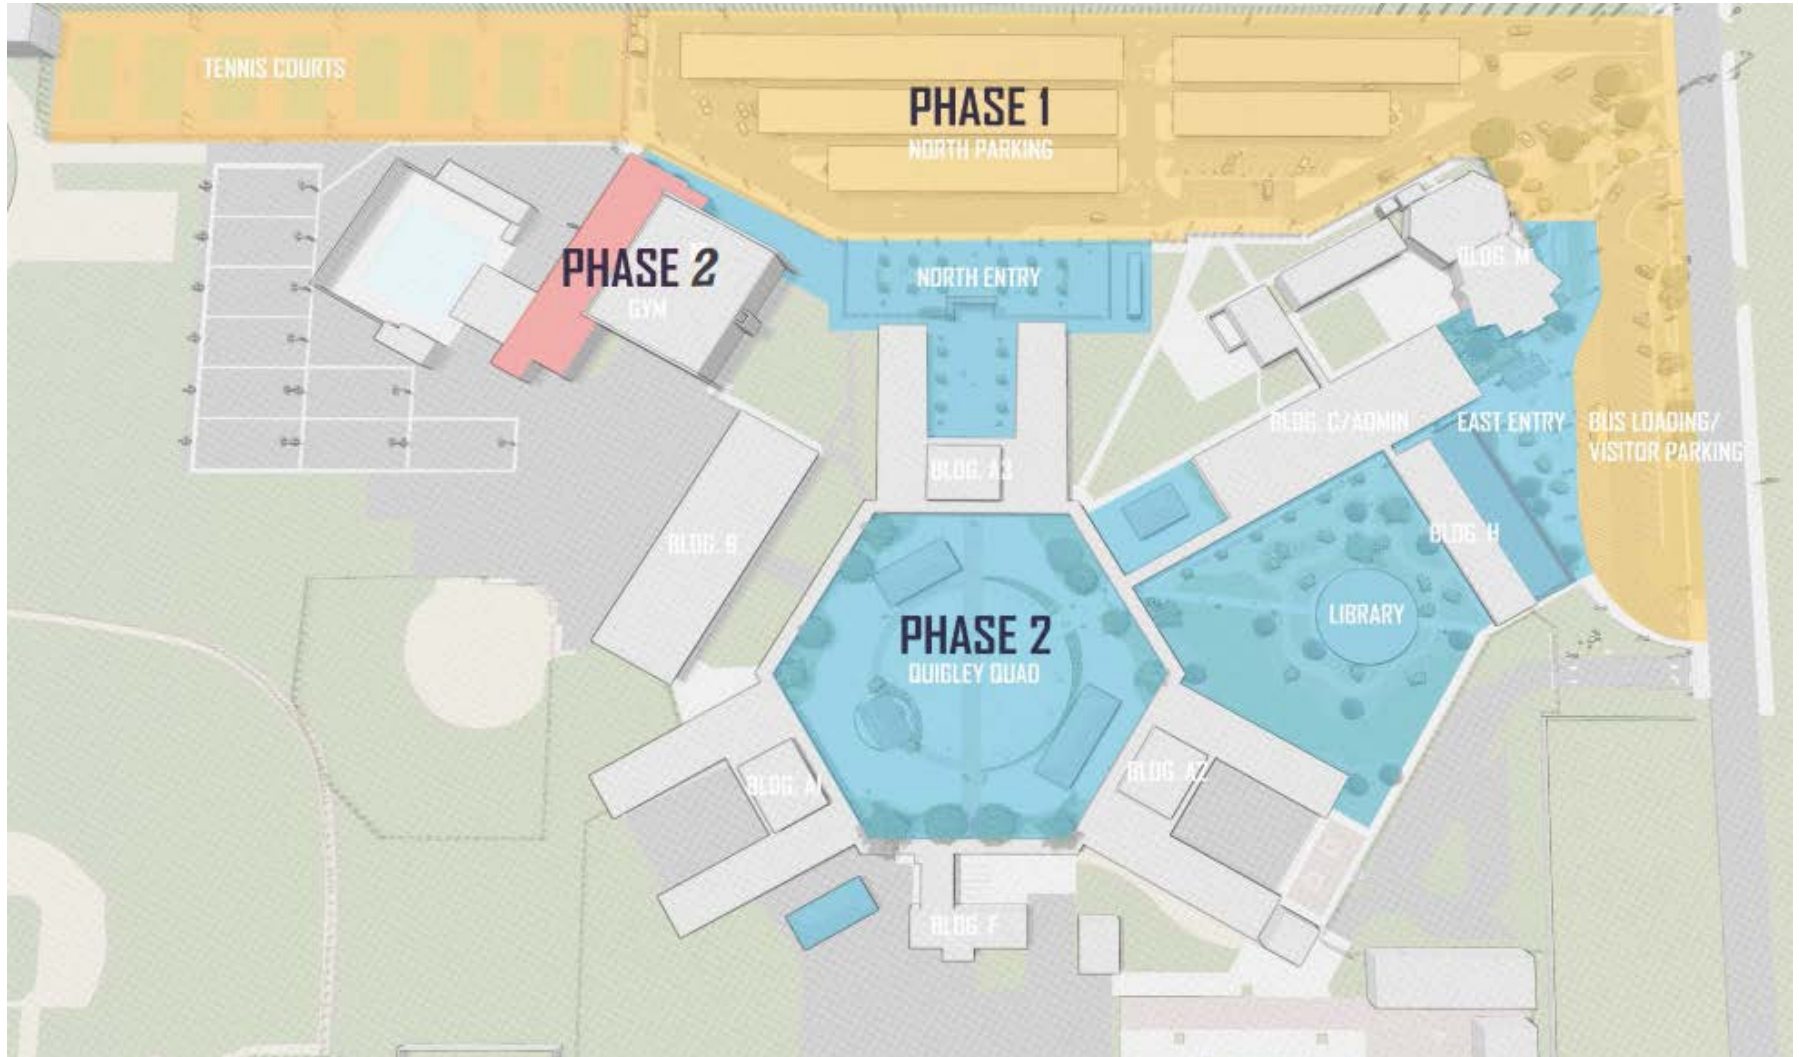 TENNIS COURTS
PHASE 1
NORTH PARKING
PHASE 2
GYM
NORTH ENTRY
BLDG. M
BLDG. C/ADMIN
EAST ENTRY
BUS LOADING/
VISITOR PARKING
BLDG. A3
BLDG. B
BLDG. H
LIBRARY
PHASE 2
QUIGLEY QUAD
BLDG. A1
BLDG. A2
BLDG. F